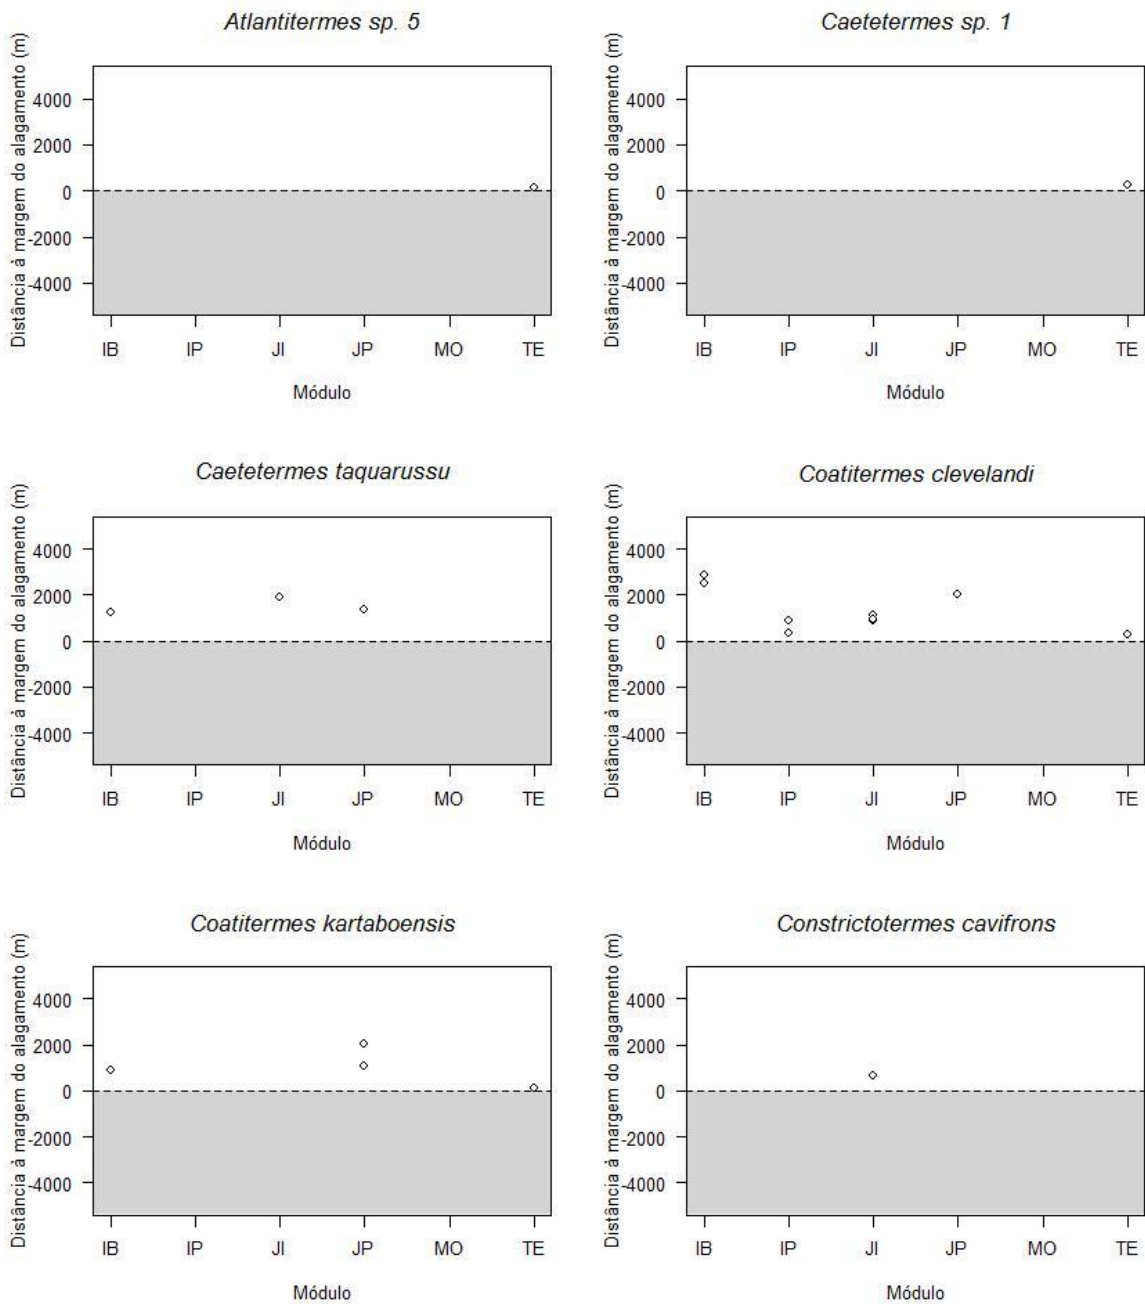 Atlantitermes sp. 5
Distância à margem do alagamento (m)
4000
2000
0
-2000
-4000
IB IP JI JP MO TE
Módulo
Caetetermes sp. 1
Distância à margem do alagamento (m)
4000
2000
0
-2000
-4000
IB IP JI JP MO TE
Módulo
Caetetermes taquarussu
Distância à margem do alagamento (m)
4000
2000
0
-2000
-4000
IB IP JI JP MO TE
Módulo
Coatitermes clevelandi
Distância à margem do alagamento (m)
4000
2000
0
-2000
-4000
IB IP JI JP MO TE
Módulo
Coatitermes kartaboensis
Distância à margem do alagamento (m)
4000
2000
0
-2000
-4000
IB IP JI JP MO TE
Módulo
Constrictotermes cavifrons
Distância à margem do alagamento (m)
4000
2000
0
-2000
-4000
IB IP JI JP MO TE
Módulo